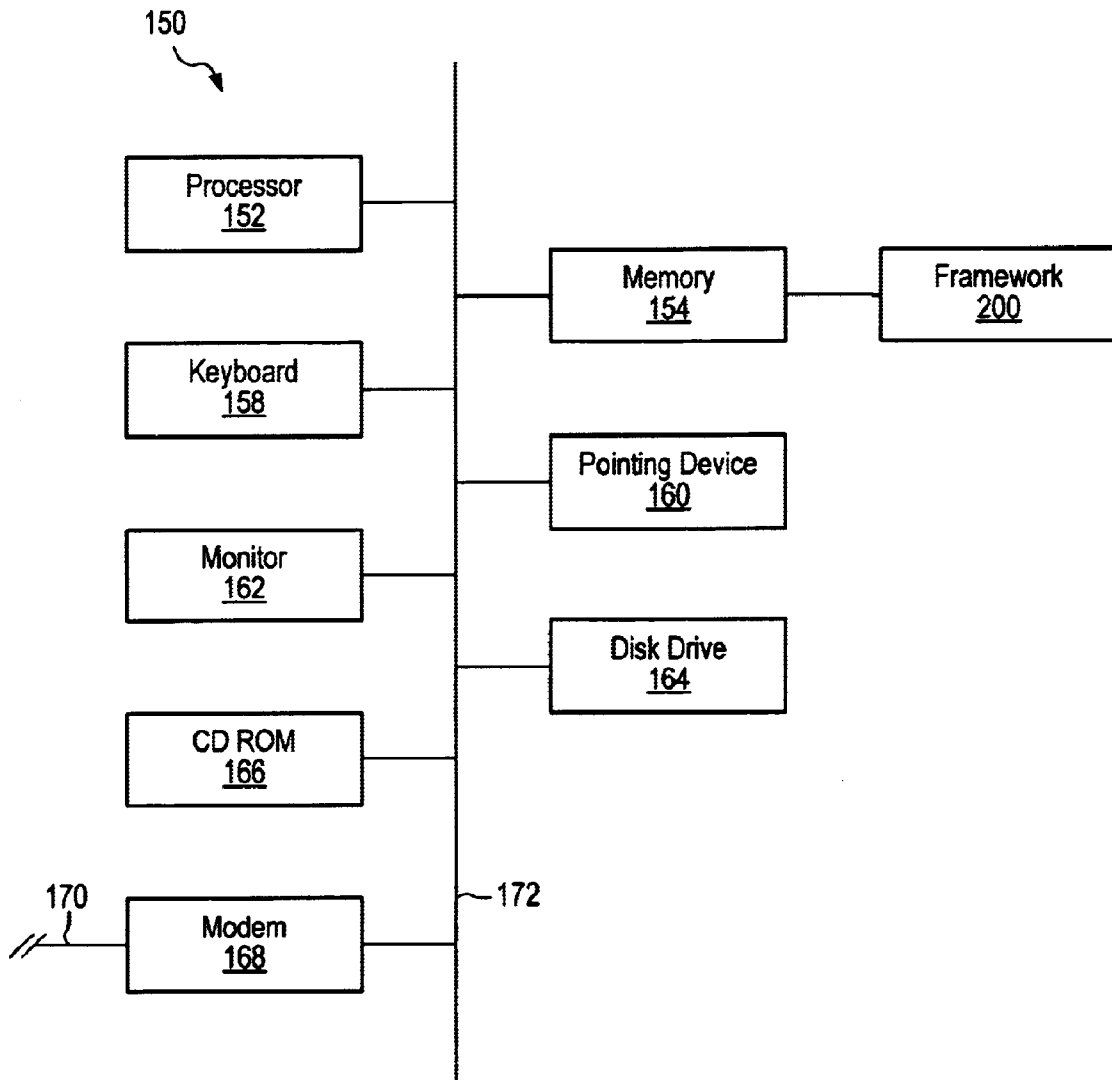 150
Processor
152
Memory
154
Framework
200
Keyboard
158
Pointing Device
160
Monitor
162
Disk Drive
164
CD ROM
166
170
Modem
168
172